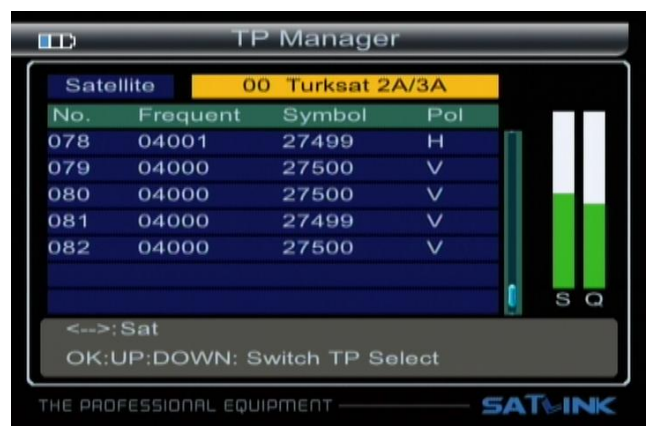 TP Manager
Satellite 00 Turksat 2A/3A
No. Frequent Symbol Pol
078 04001 27499 H
079 04000 27500 V
080 04000 27500 V
081 04000 27499 V
082 04000 27500 V
S Q
<-->:Sat
OK:UP:DOWN: Switch TP Select
THE PROFESSIONAL EQUIPMENT SATLINK